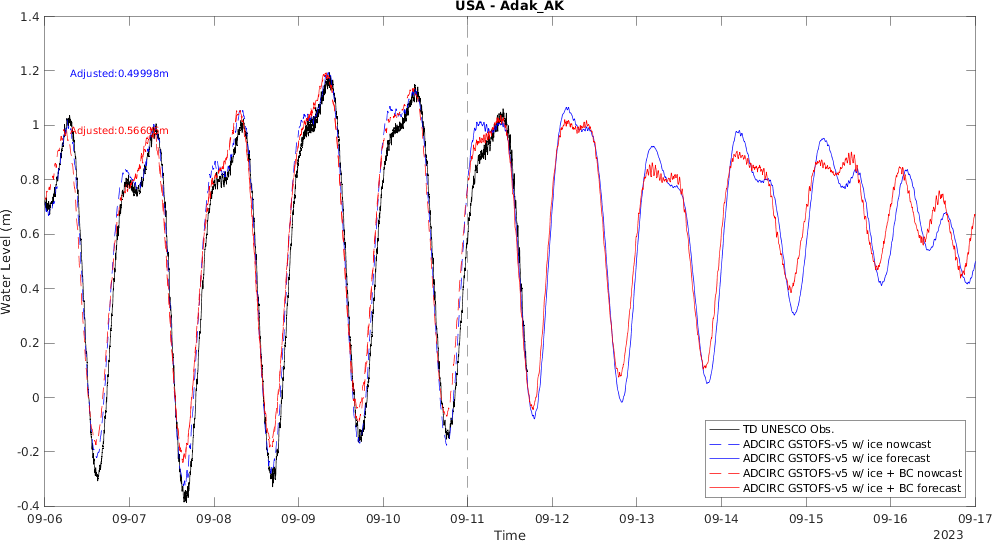 USA - Adak_AK
1.4
1.2
1
0.8
0.6
0.4
0.2
0
-0.2
-0.4
Water Level (m)
Adjusted:0.49998m
TD UNESCO Obs.
ADCIRC GSTOFS-v5 w/ ice nowcast
ADCIRC GSTOFS-v5 w/ ice forecast
ADCIRC GSTOFS-v5 w/ ice + BC nowcast
ADCIRC GSTOFS-v5 w/ ice + BC forecast
09-06 09-07 09-08 09-09 09-10 09-11 09-12 09-13 09-14 09-15 09-16 09-17
Time
2023